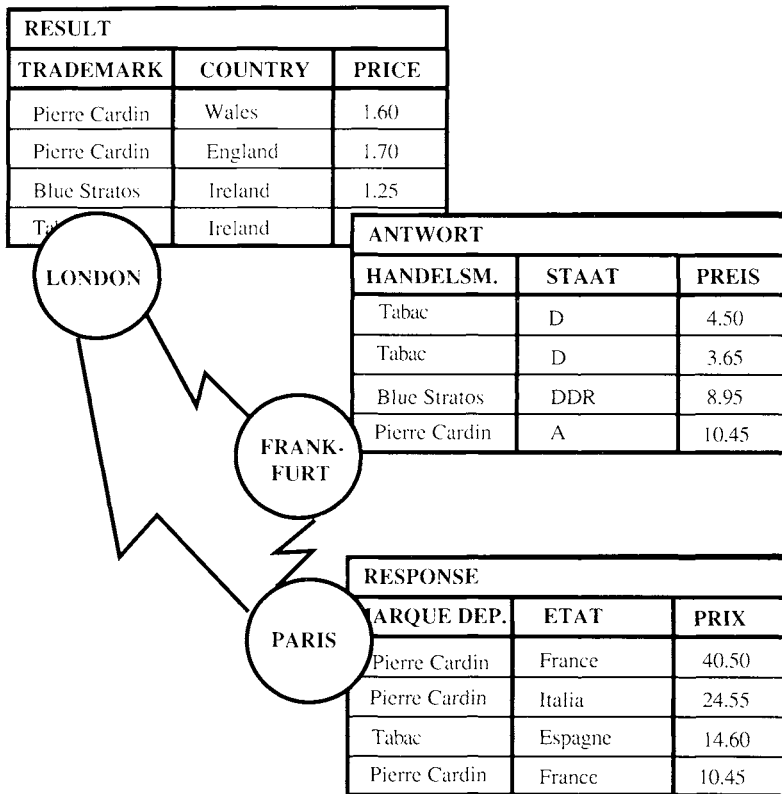 RESULT
TRADEMARK COUNTRY PRICE
Pierre Cardin Wales 1.60
Pierre Cardin England 1.70
Blue Stratos Ireland 1.25
Ireland
LONDON
ANTWORT
HANDELSM. STAAT PREIS
Tabac D 4.50
Tabac D 3.65
Blue Stratos DDR 8.95
Pierre Cardin A 10.45
FRANK-
FURT
RESPONSE
ARQUE DEP. ETAT PRIX
Pierre Cardin France 40.50
Pierre Cardin Italia 24.55
Tabac Espagne 14.60
Pierre Cardin France 10.45
PARIS